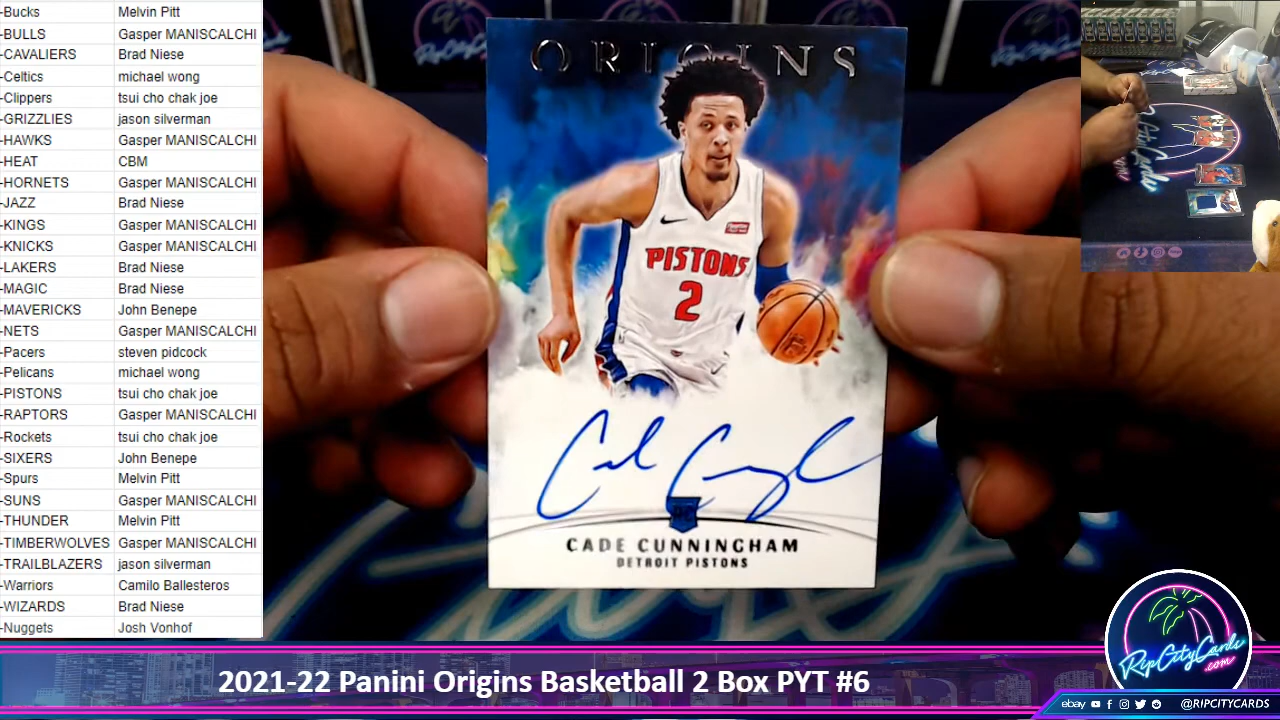 -Bucks Melvin Pitt
-BULLS Gasper MANISCALCHI
-CAVALIERS Brad Niese
-Celtics michael wong
-Clippers tsui cho chak joe
-GRIZZLIES jason silverman
-HAWKS Gasper MANISCALCHI
-HEAT CBM
-HORNETS Gasper MANISCALCHI
-JAZZ Brad Niese
-KINGS Gasper MANISCALCHI
-KNICKS Gasper MANISCALCHI
-LAKERS Brad Niese
-MAGIC Brad Niese
-MAVERICKS John Benepe
-NETS Gasper MANISCALCHI
-Pacers steven pidcock
-Pelicans michael wong
-PISTONS tsui cho chak joe
-RAPTORS Gasper MANISCALCHI
-Rockets tsui cho chak joe
-SIXERS John Benepe
-Spurs Melvin Pitt
-SUNS Gasper MANISCALCHI
-THUNDER Melvin Pitt
-TIMBERWOLVES Gasper MANISCALCHI
-TRAILBLAZERS jason silverman
-Warriors Camilo Ballesteros
-WIZARDS Brad Niese
-Nuggets Josh Vonhof
ORIGINS
PISTONS
2
RC
CADE CUNNINGHAM
DETROIT PISTONS
RipCityCards
.com
2021-22 Panini Origins Basketball 2 Box PYT #6
ebay @RIPCITYCARDS